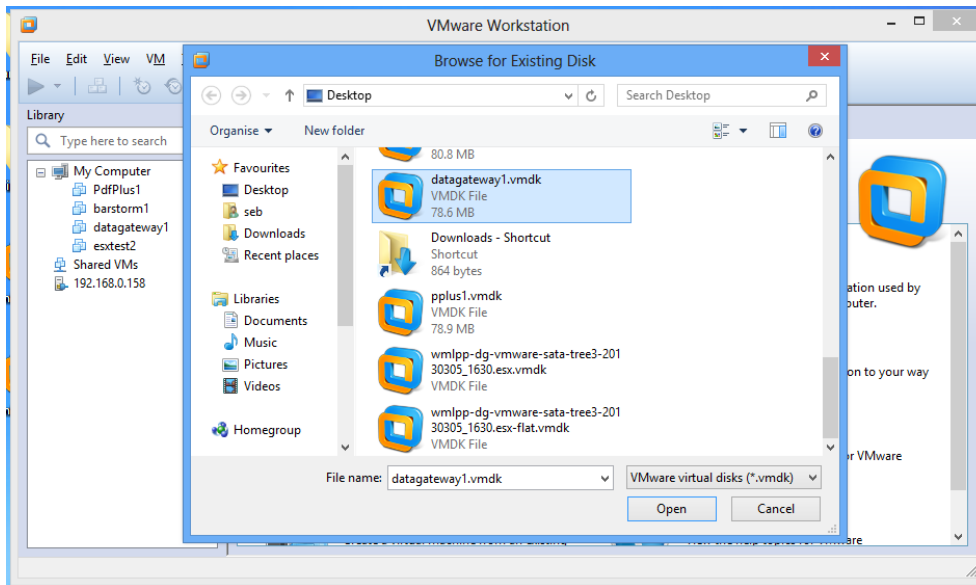 VMware Workstation
File Edit View VM
Browse for Existing Disk
Desktop
Search Desktop
Library
Type here to search
Organise New folder
My Computer
PdfPlus1
barstorm1
datagateway1
esxtest2
Shared VMs
192.168.0.158
Favourites
Desktop
seb
Downloads
Recent places
Libraries
Documents
Music
Pictures
Videos
Homegroup
80.8 MB
datagateway1.vmdk
VMDK File
78.6 MB
Downloads - Shortcut
Shortcut
864 bytes
pplus1.vmdk
VMDK File
78.9 MB
wmlpp-dg-vmware-sata-tree3-201
30305_1630.esx.vmdk
VMDK File
wmlpp-dg-vmware-sata-tree3-201
30305_1630.esx-flat.vmdk
VMDK File
ation used by
puter.
on to your way
or VMware
File name: datagateway1.vmdk VMware virtual disks (*.vmdk)
Open Cancel